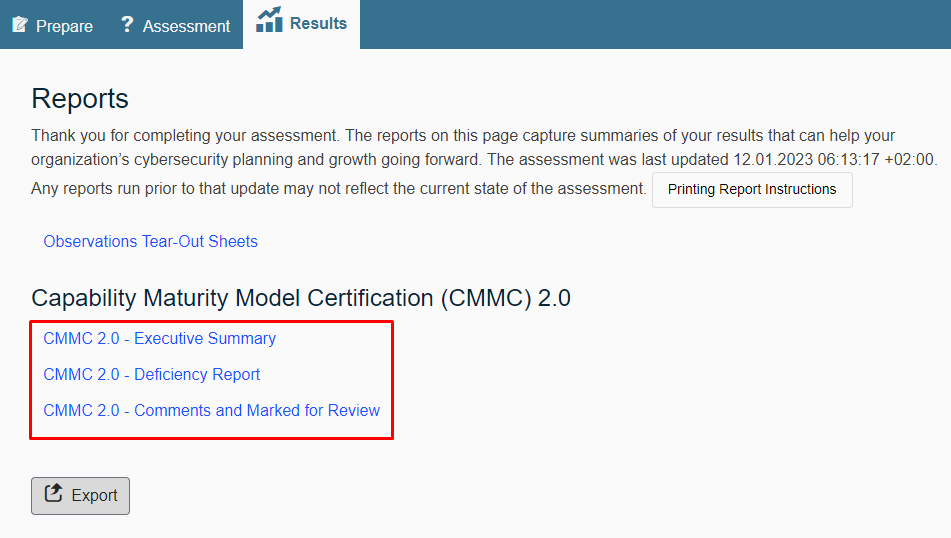 Prepare
? Assessment
Results
Reports
Thank you for completing your assessment. The reports on this page capture summaries of your results that can help your
organization’s cybersecurity planning and growth going forward. The assessment was last updated 12.01.2023 06:13:17 +02:00.
Any reports run prior to that update may not reflect the current state of the assessment. Printing Report Instructions
Observations Tear-Out Sheets
Capability Maturity Model Certification (CMMC) 2.0
CMMC 2.0 - Executive Summary
CMMC 2.0 - Deficiency Report
CMMC 2.0 - Comments and Marked for Review
Export